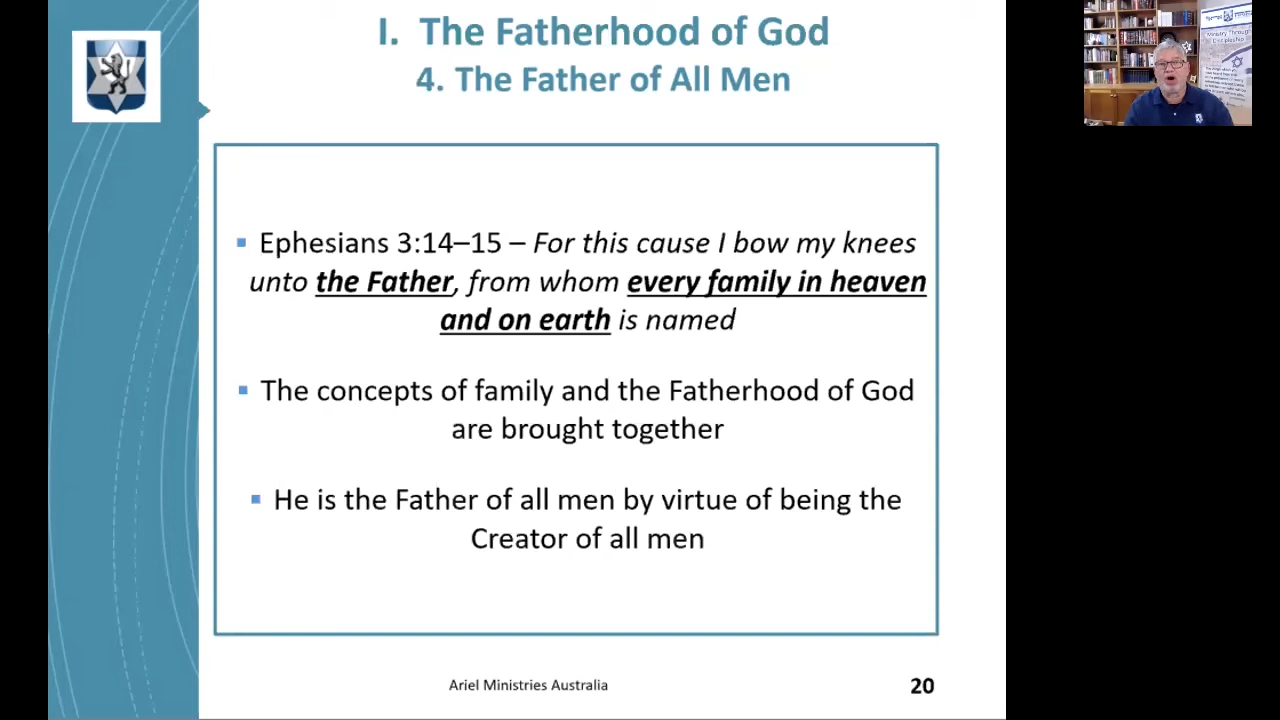 I. The Fatherhood of God
4. The Father of All Men
▪ Ephesians 3:14–15 – For this cause I bow my knees
unto the Father, from whom every family in heaven
and on earth is named
▪ The concepts of family and the Fatherhood of God
are brought together
▪ He is the Father of all men by virtue of being the
Creator of all men
Ariel Ministries Australia
20
Ministry Through
Discipleship